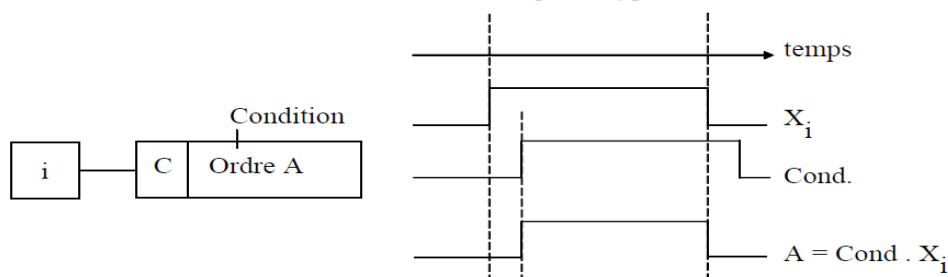 temps
Condition
X_i
i
C
Ordre A
Cond.
A = Cond . X_i